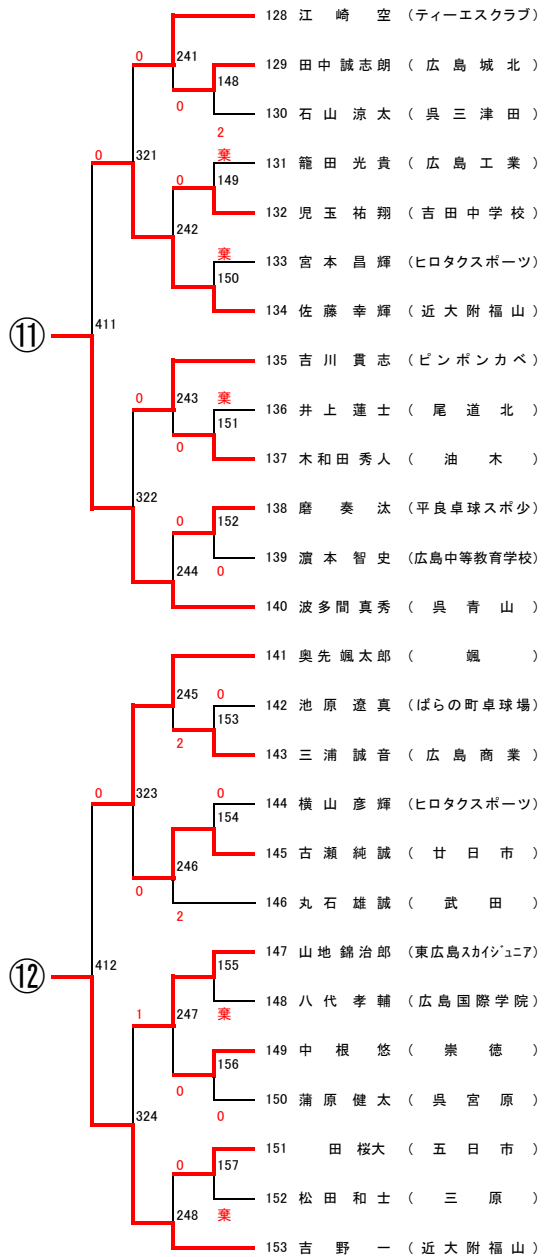 128 江崎空 (ティーエスクラブ)
0 241
129 田中誠志朗 (広島城北)
148
0
130 石山涼太 (呉三津田)
2
0 321 棄
131 籠田光貴 (広島工業)
0 149
132 児玉祐翔 (吉田中学校)
242
棄
133 宮本昌輝 (ヒロタクスポーツ)
150
134 佐藤幸輝 (近大附福山)
⑪ 411
135 吉川貫志 (ピンポンカベ)
0 243 棄
136 井上蓮士 (尾道北)
151
0
137 木和田秀人 (油木)
322
138 磨奏汰 (平良卓球スポ少)
0 152
139 濵本智史 (広島中等教育学校)
244 0
140 波多間真秀 (呉青山)
141 奥先颯太郎 (颯)
245 0
142 池原遼真 (ばらの町卓球場)
153
2
143 三浦誠音 (広島商業)
0 323 0
144 横山彦輝 (ヒロタクスポーツ)
154
145 古瀬純誠 (廿日市)
246
0
146 丸石雄誠 (武田)
2
147 山地錦治郎 (東広島スカイジュニア)
⑫ 412 155
148 八代孝輔 (広島国際学院)
1 247 棄
149 中根悠 (崇徳)
156
0
150 蒲原健太 (呉宮原)
324 0
151 田桜大 (五日市)
0 157
152 松田和士 (三原)
248 棄
153 吉野一 (近大附福山)